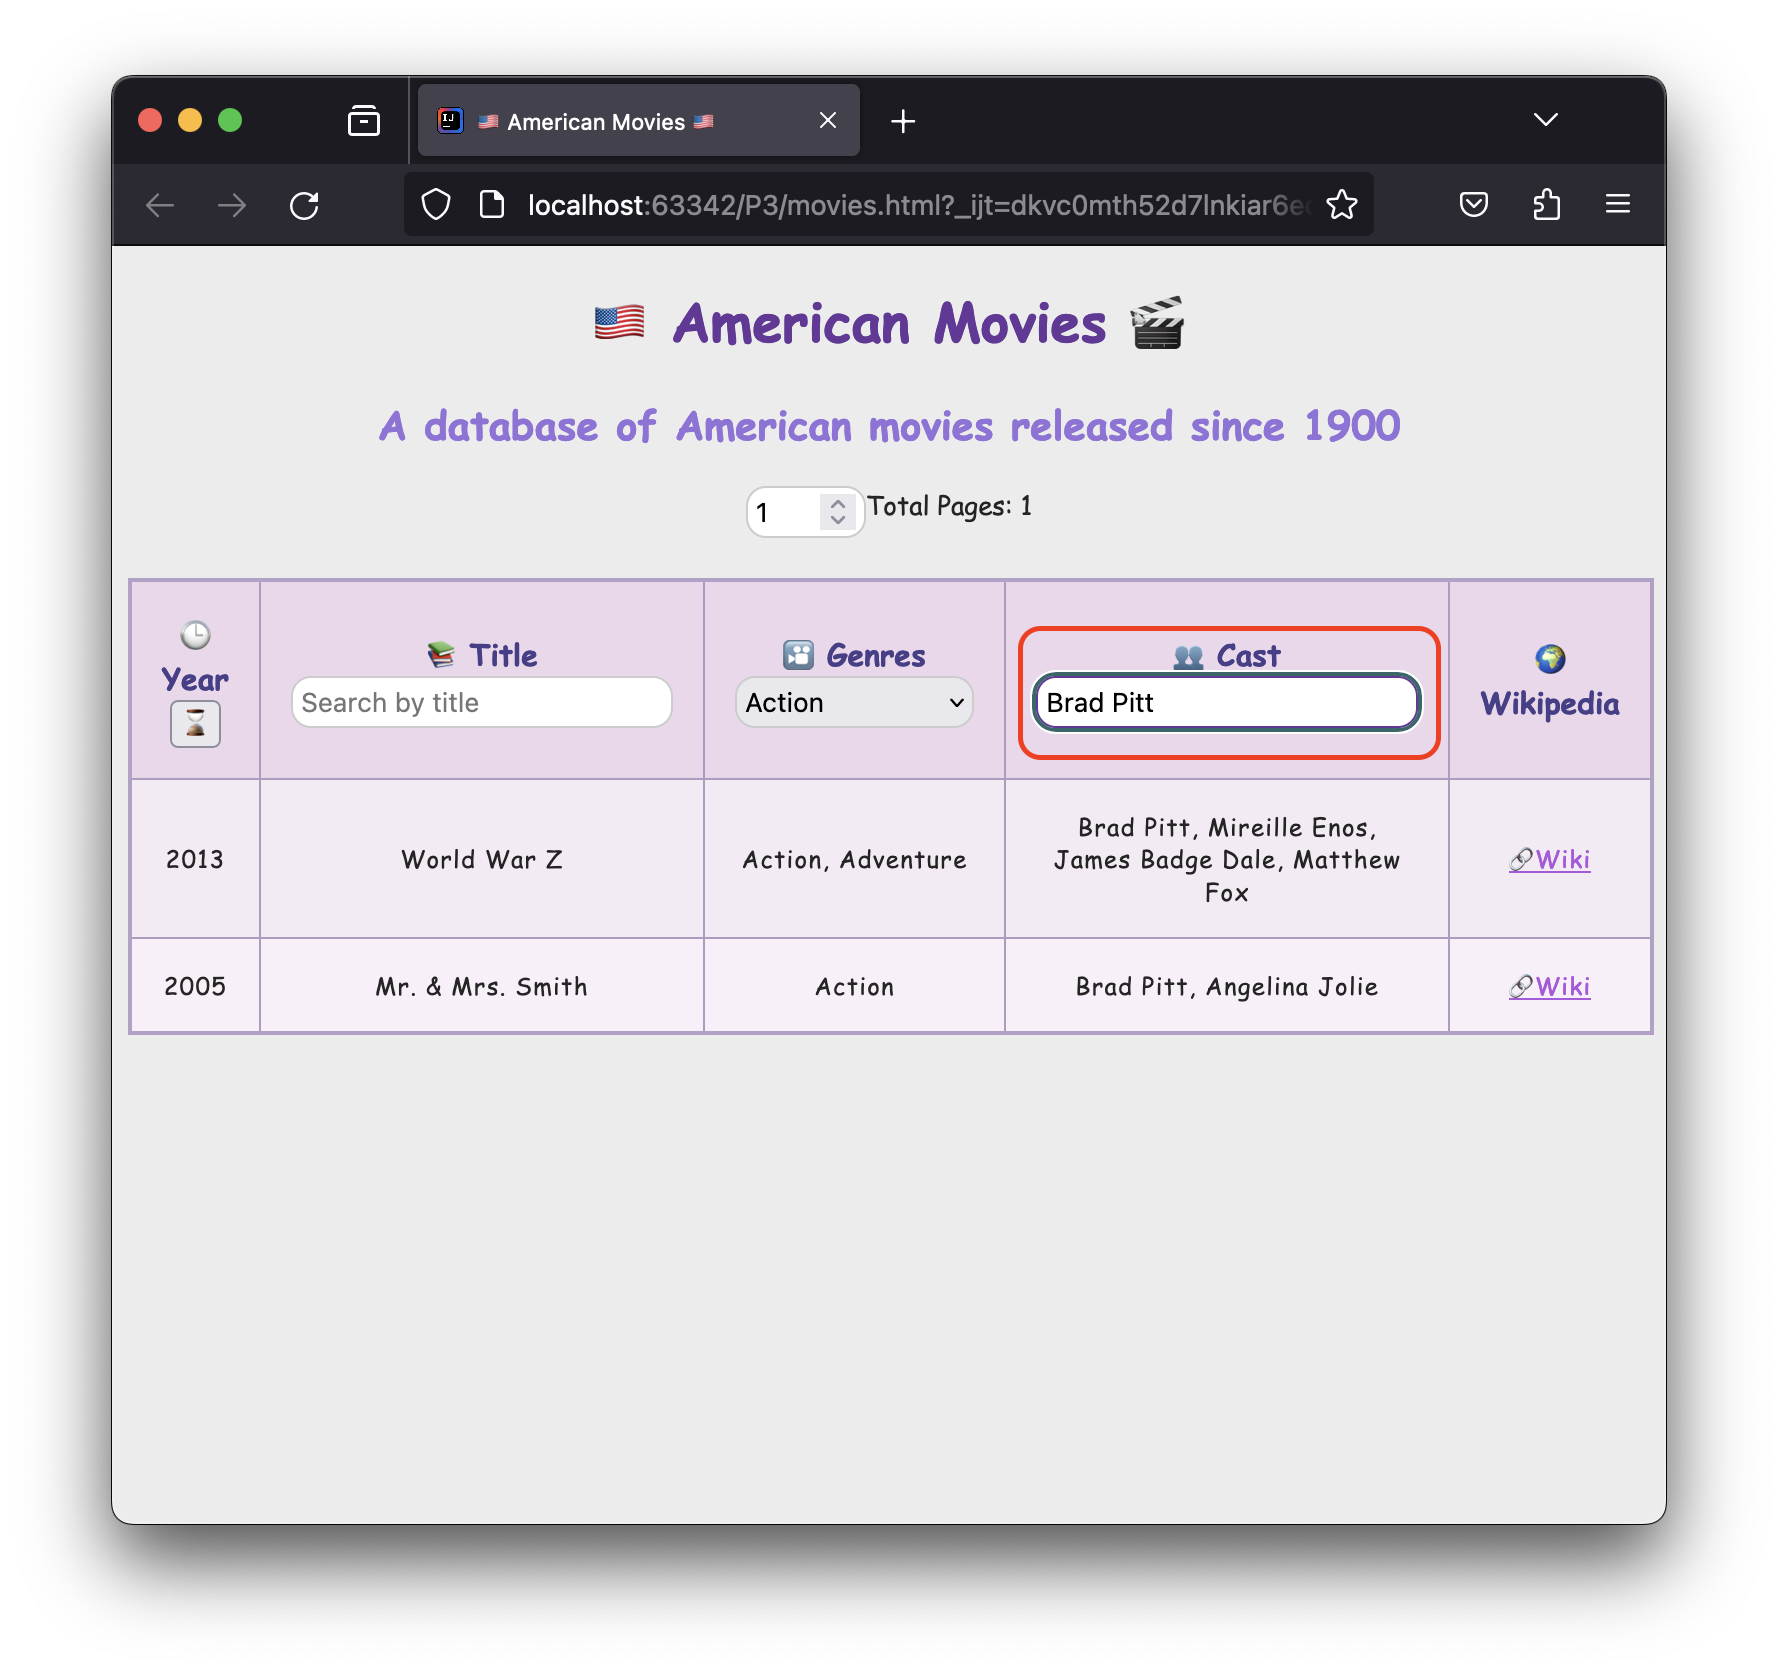 🇺🇸 American Movies 🇺🇸
localhost:63342/P3/movies.html?_ijt=dkvc0mth52d7lnkiar6e
🇺🇸 American Movies 🎬
A database of American movies released since 1900
1 Total Pages: 1
🕒 Year ⌛
📚 Title
Search by title
🎦 Genres
Action
👥 Cast
Brad Pitt
🌍 Wikipedia
2013
World War Z
Action, Adventure
Brad Pitt, Mireille Enos,
James Badge Dale, Matthew
Fox
🔗Wiki
2005
Mr. & Mrs. Smith
Action
Brad Pitt, Angelina Jolie
🔗Wiki